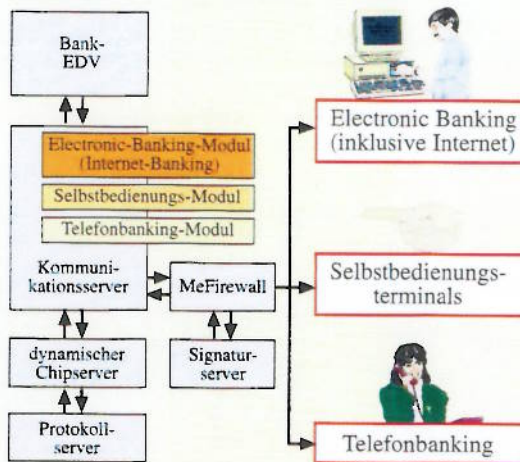 Bank-
EDV
Electronic-Banking-Modul
(Internet-Banking)
Selbstbedienungs-Modul
Telefonbanking-Modul
Kommuni-
kationsserver
MeFirewall
dynamischer
Chipserver
Signatur-
server
Protokoll-
server
Electronic Banking
(inklusive Internet)
Selbstbedienungs-
terminals
Telefonbanking